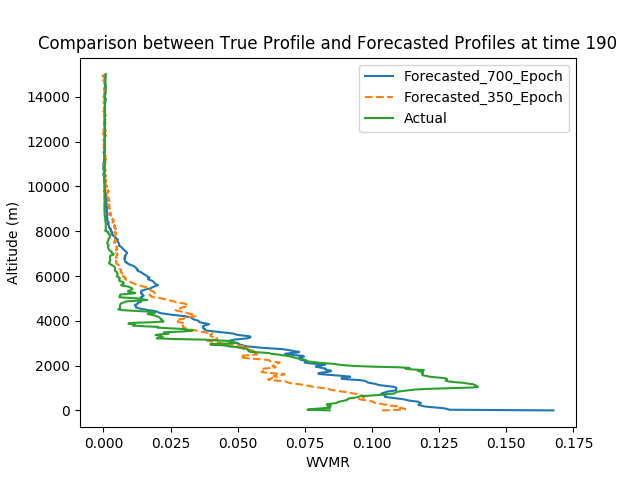 Comparison between True Profile and Forecasted Profiles at time 190
Forecasted_700_Epoch
Forecasted_350_Epoch
Actual
14000
12000
10000
8000
6000
4000
2000
0
Altitude (m)
0.000 0.025 0.050 0.075 0.100 0.125 0.150 0.175
WVMR